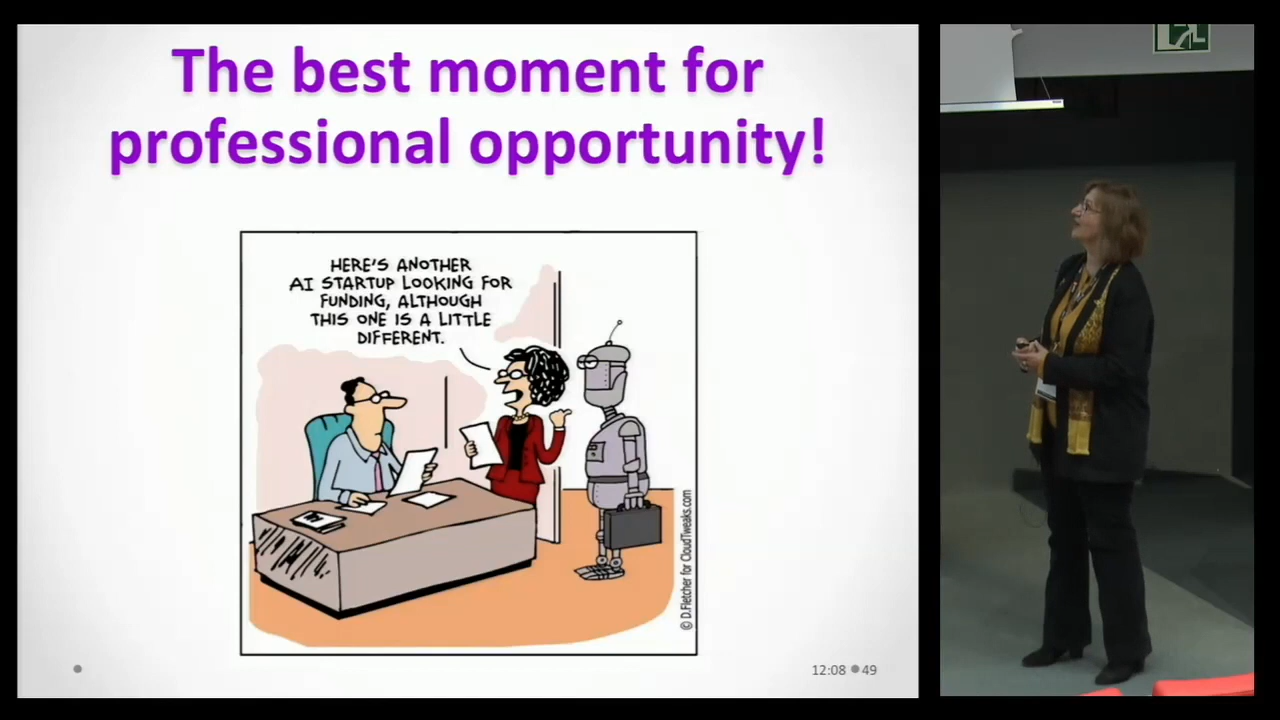 The best moment for
professional opportunity!
HERE'S ANOTHER
AI STARTUP LOOKING FOR
FUNDING, ALTHOUGH
THIS ONE IS A LITTLE
DIFFERENT.
© D.Fletcher for CloudTweaks.com
12:08
49